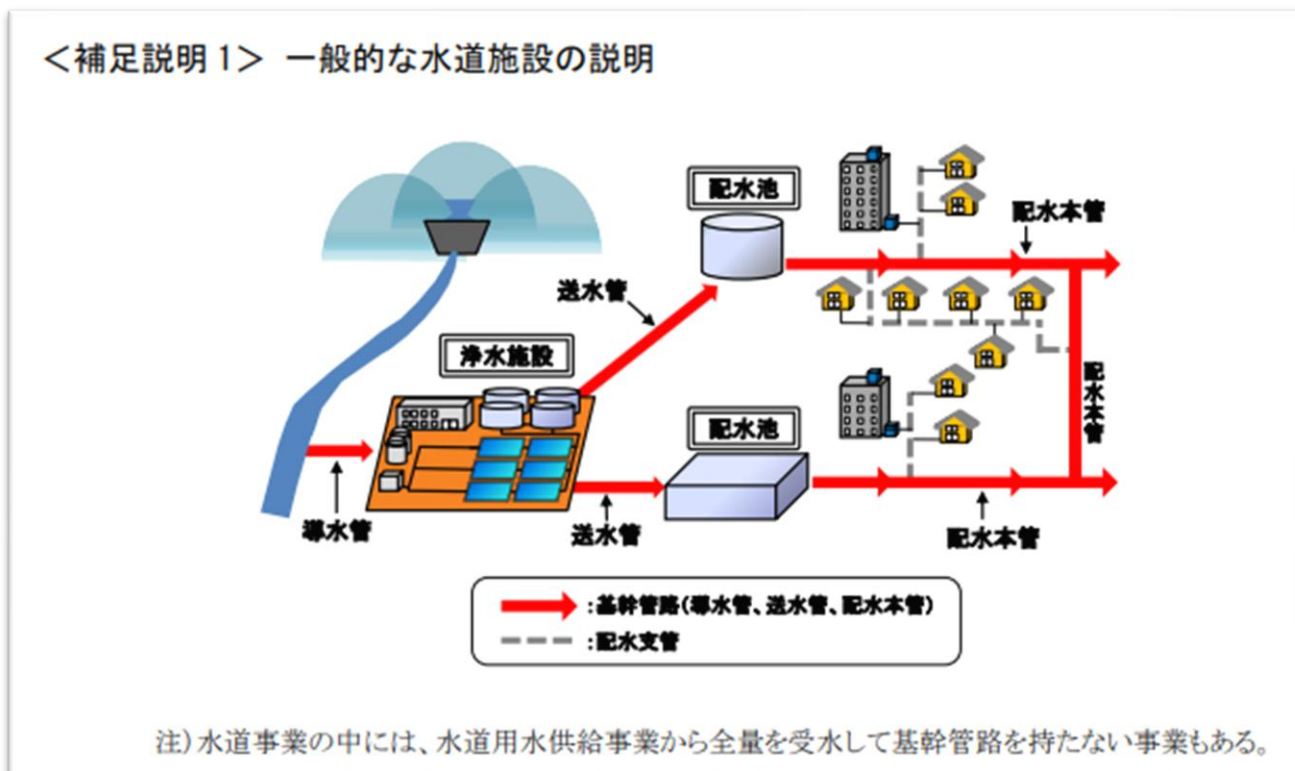 ＜補足説明1＞ 一般的な水道施設の説明
配水池
配水本管
送水管
浄水施設
配水池
配水本管
導水管
送水管
配水本管
:基幹管路(導水管、送水管、配水本管)
:配水支管
注）水道事業の中には、水道用水供給事業から全量を受水して基幹管路を持たない事業もある。